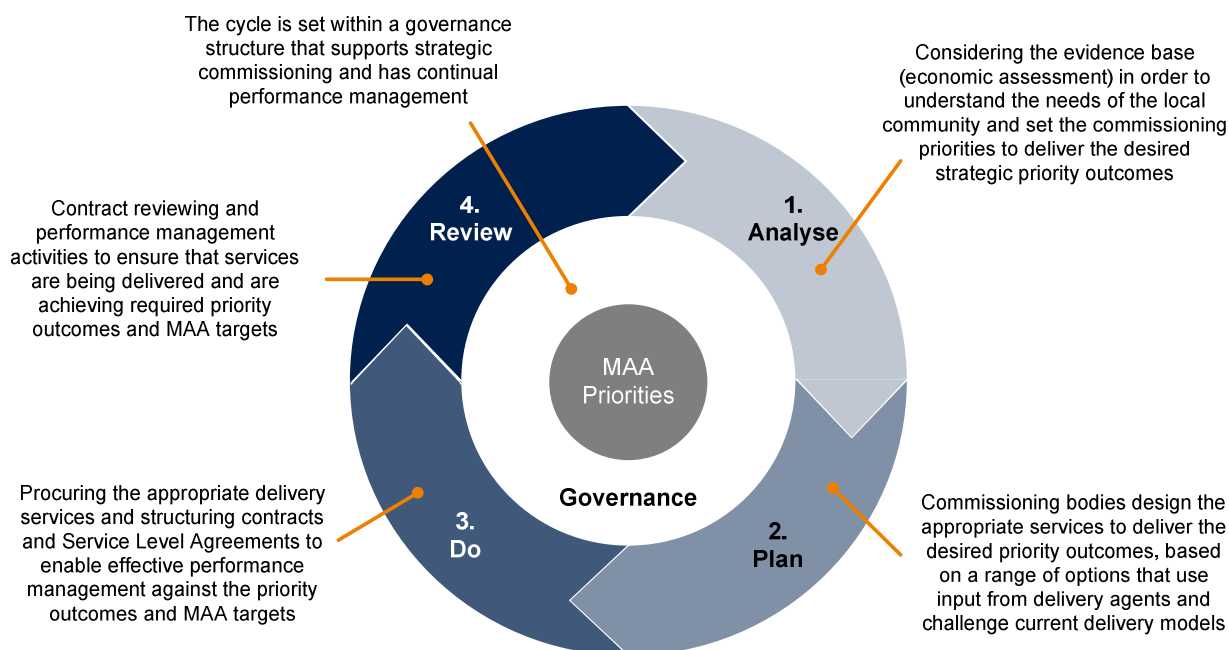 The cycle is set within a governance
structure that supports strategic
commissioning and has continual
performance management
Considering the evidence base
(economic assessment) in order to
understand the needs of the local
community and set the commissioning
priorities to deliver the desired
strategic priority outcomes
4.
Review
1.
Analyse
Contract reviewing and
performance management
activities to ensure that services
are being delivered and are
achieving required priority
outcomes and MAA targets
MAA
Priorities
Governance
Procuring the appropriate delivery
services and structuring contracts
and Service Level Agreements to
enable effective performance
management against the priority
outcomes and MAA targets
3.
Do
2.
Plan
Commissioning bodies design the
appropriate services to deliver the
desired priority outcomes, based
on a range of options that use
input from delivery agents and
challenge current delivery models